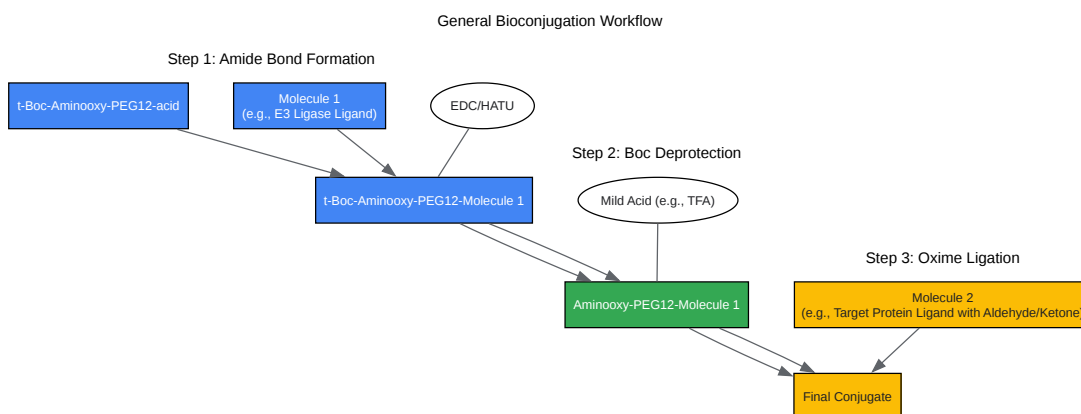 General Bioconjugation Workflow
Step 1: Amide Bond Formation
t-Boc-Aminooxy-PEG12-acid
Molecule 1
(e.g., E3 Ligase Ligand)
EDC/HATU
t-Boc-Aminooxy-PEG12-Molecule 1
Step 2: Boc Deprotection
Mild Acid (e.g., TFA)
Aminooxy-PEG12-Molecule 1
Step 3: Oxime Ligation
Molecule 2
(e.g., Target Protein Ligand with Aldehyde/Ketone)
Final Conjugate